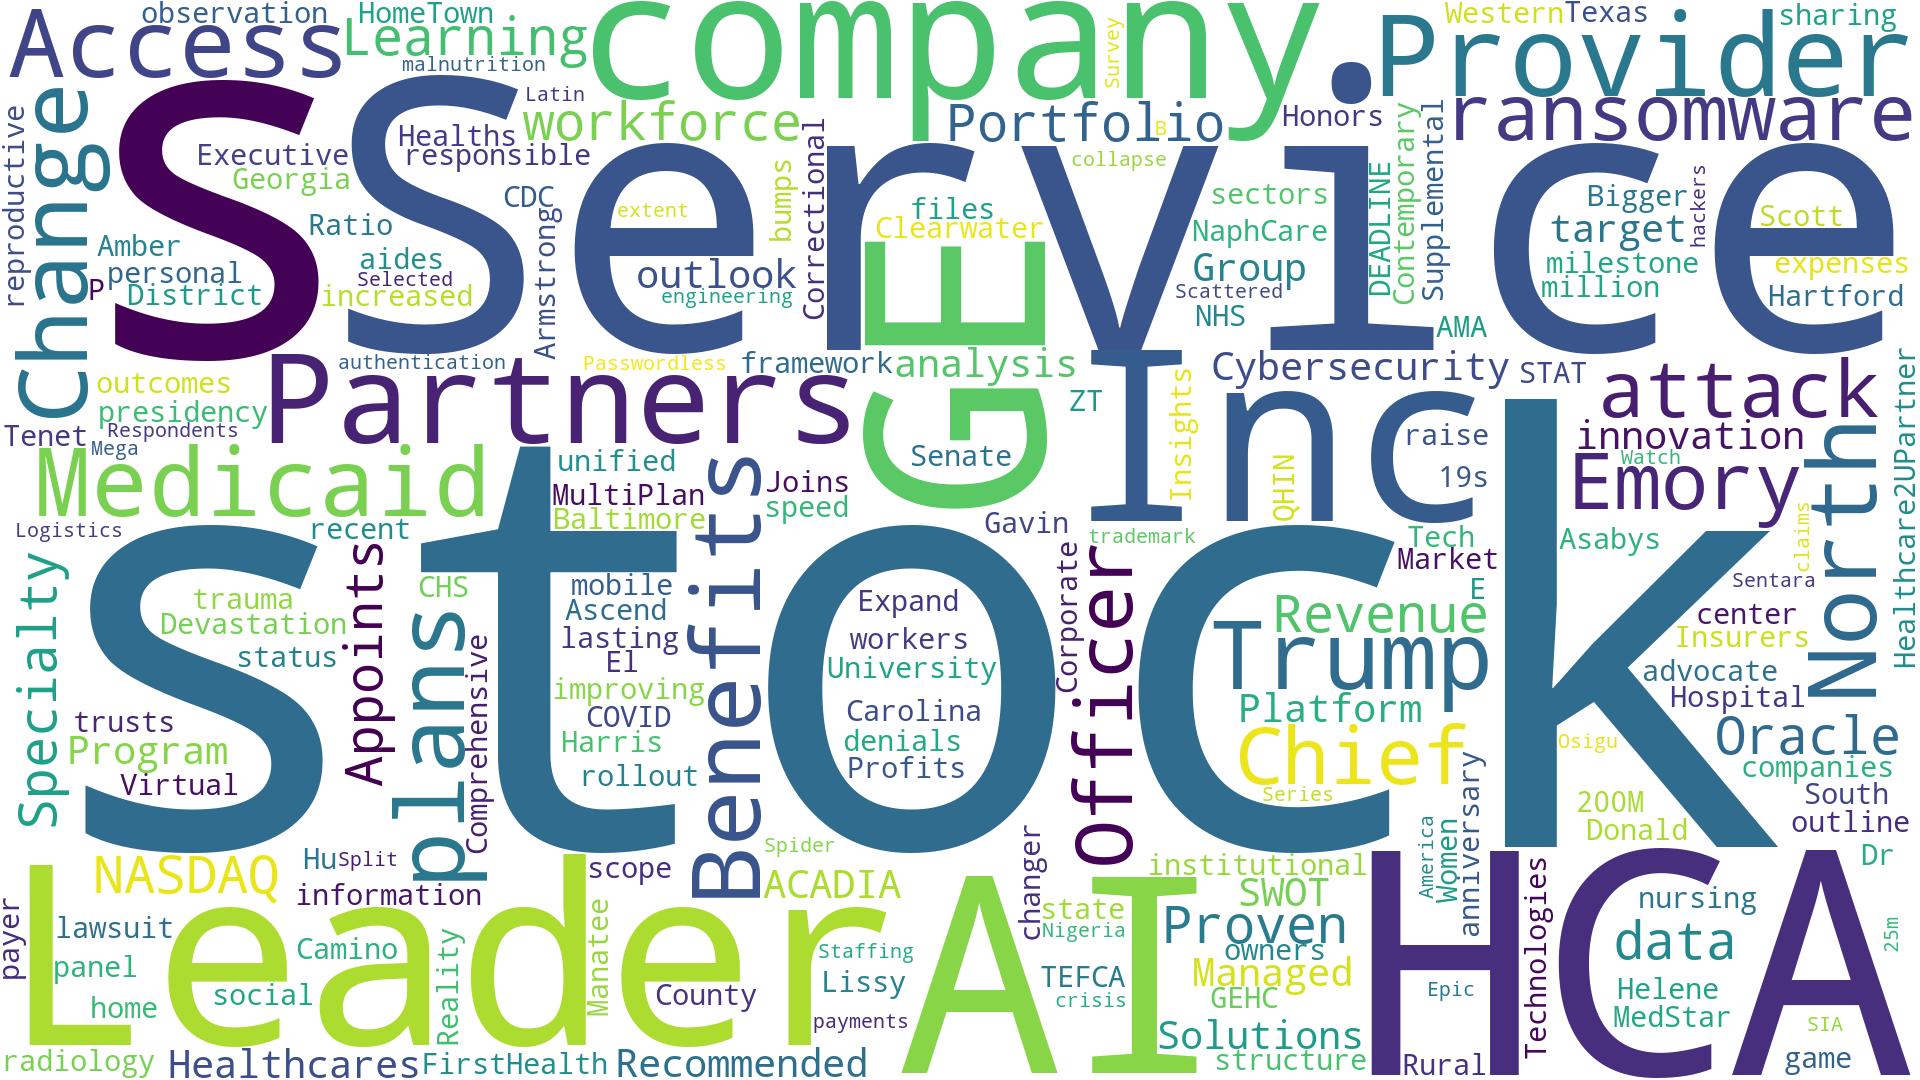 observation
HomeTown
Access
Learning
malnutrition
company
Survey
.
Provider
Western
Texas
sharing
ransomware
Change
reproductive
S
Service
Latin
workforce
Healths
responsible
Executive
Georgia
CDC
Ratio
Armstrong
Amber
personal
P
District
aides
Selected
increased
extent
bumps
Correctional
outlook
engineering
Portfolio
B
collapse
Honors
files
Clearwater
GE
sectors
NaphCare
Group
Scattered
NHS
DEADLINE
Contemporary
Supplemental
AMA
Bigger
target
hackers
milestone
million
Scott
expenses
Hartford
authentication
Passwordless
framework
analysis
ZT
Inc
Insights
Cybersecurity
STAT
attack
outcomes
presidency
Respondents
Tenet
Mega
Partners
Senate
raise
19s
QHIN
innovation
Watch
Emory
North
Healthcare2UPartner
Medicaid
unified
MultiPlan
Baltimore
Joins
speed
Gavin
trademark
Logistics
recent
stock
Benefits
Corporate
Officer
Tech
Market
E
Asabys
claims
Sentara
Specialty
trauma
Devastation
status
Appoints
CHS
plans
Comprehensive
mobile
Ascend
lasting
El
improving
COVID
Harris
rollout
Expand
workers
University
Carolina
denials
Profits
Revenue
Trump
Platform
Chief
Series
anniversary
center
Insurers
advocate
Hospital
Oracle
companies
Osigu
200M
Donald
South
outline
Dr
trusts
Program
Virtual
NASDAQ
Hu
Split
information
scope
Spider
ACADIA
changer
institutional
SWOT
America
Women
Technologies
payer
Leader
lawsuit
panel
home
Camino
social
Reality
Manatee
County
Staffing
Lissy
payments
AI
state
Nigeria
TEFCA
crisis
Proven
owners
Managed
GEHC
Solutions
structure
HCA
Epic
Rural
nursing
data
Helene
MedStar
25m
SIA
game
radiology
Healthcares
FirstHealth
Recommended